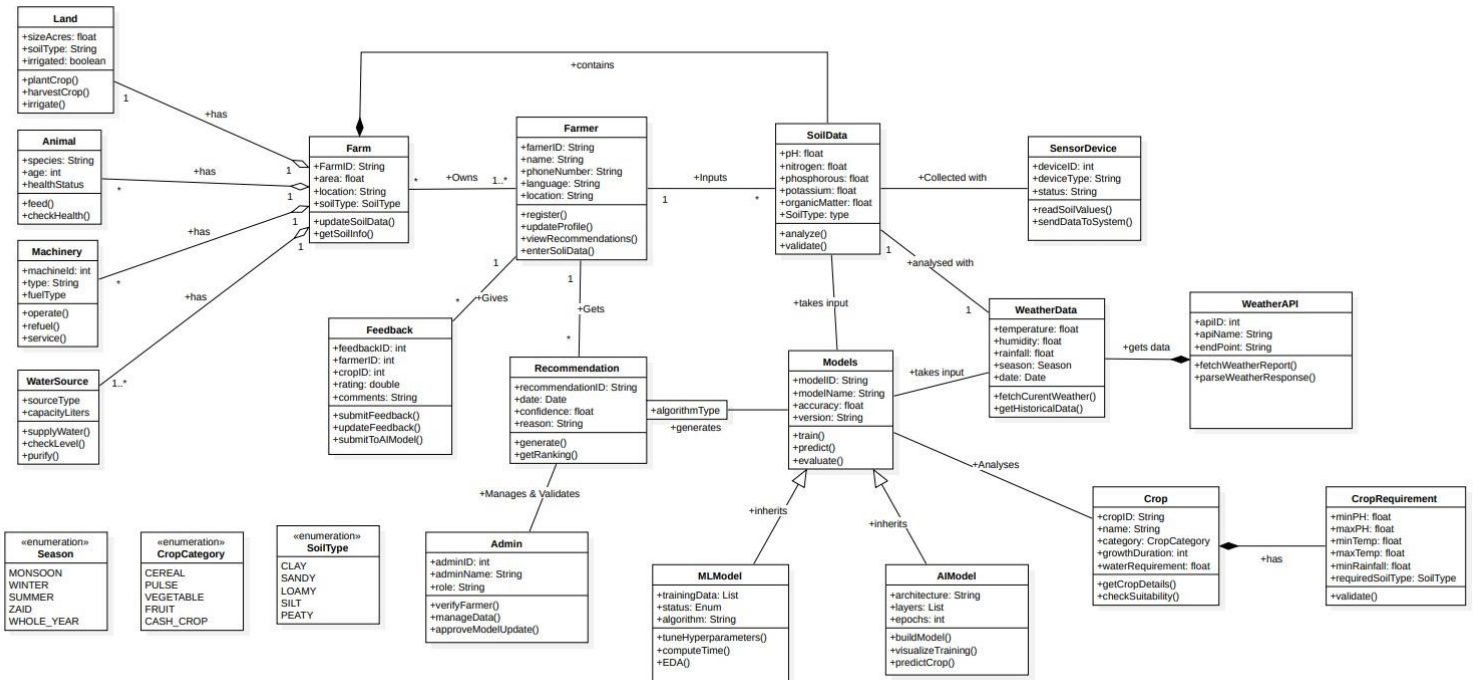 Land
+sizeAcres: float
+soilType: String
+irrigated: boolean
+plantCrop()
+harvestCrop()
+irrigate()
1
+has
1
Animal
+species: String
+age: int
+healthStatus
+feed()
+checkHealth()
*
+has
1
Machinery
+machineId: int
+type: String
+fuelType
+operate()
+refuel()
+service()
*
+has
1
WaterSource
+sourceType
+capacityLiters
+supplyWater()
+checkLevel()
+purify()
1..*
+has
1
Farm
+FarmID: String
+area: float
+location: String
+soilType: SoilType
+updateSoilData()
+getSoilInfo()
+contains
*
+Owns
1..*
Farmer
+famerID: String
+name: String
+phoneNumber: String
+language: String
+location: String
+register()
+updateProfile()
+viewRecommendations()
+enterSoliData()
1
+Inputs
*
SoilData
+pH: float
+nitrogen: float
+phosphorous: float
+potassium: float
+organicMatter: float
+SoilType: type
+analyze()
+validate()
+Collected with
SensorDevice
+deviceID: int
+deviceType: String
+status: String
+readSoilValues()
+sendDataToSystem()
1
+analysed with
1
1
+Gives
*
1
+Gets
*
+takes input
Feedback
+feedbackID: int
+farmerID: int
+cropID: int
+rating: double
+comments: String
+submitFeedback()
+updateFeedback()
+submitToAIModel()
Recommendation
+recommendationID: String
+date: Date
+confidence: float
+reason: String
+generate()
+getRanking()
+algorithmType
+generates
Models
+modelID: String
+modelName: String
+accuracy: float
+version: String
+train()
+predict()
+evaluate()
+takes input
WeatherData
+temperature: float
+humidity: float
+rainfall: float
+season: Season
+date: Date
+fetchCurentWeather()
+getHistoricalData()
+gets data
WeatherAPI
+apiID: int
+apiName: String
+endPoint: String
+fetchWeatherReport()
+parseWeatherResponse()
+Manages & Validates
+inherits
+inherits
+Analyses
«enumeration»
Season
MONSOON
WINTER
SUMMER
ZAID
WHOLE_YEAR
«enumeration»
CropCategory
CEREAL
PULSE
VEGETABLE
FRUIT
CASH_CROP
«enumeration»
SoilType
CLAY
SANDY
LOAMY
SILT
PEATY
Admin
+adminID: int
+adminName: String
+role: String
+verifyFarmer()
+manageData()
+approveModelUpdate()
MLModel
+trainingData: List
+status: Enum
+algorithm: String
+tuneHyperparameters()
+computeTime()
+EDA()
AIModel
+architecture: String
+layers: List
+epochs: int
+buildModel()
+visualizeTraining()
+predictCrop()
Crop
+cropID: String
+name: String
+category: CropCategory
+growthDuration: int
+waterRequirement: float
+getCropDetails()
+checkSuitability()
+has
CropRequirement
+minPH: float
+maxPH: float
+minTemp: float
+maxTemp: float
+minRainfall: float
+requiredSoilType: SoilType
+validate()